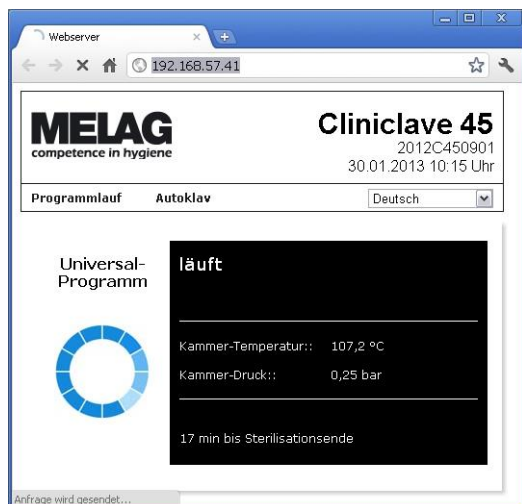 Webserver
192.168.57.41
MELAG
competence in hygiene
Cliniclave 45
2012C450901
30.01.2013 10:15 Uhr
Programmlauf Autoklav
Deutsch
Universal-
Programm
läuft
Kammer-Temperatur:: 107,2 ºC
Kammer-Druck:: 0,25 bar
17 min bis Sterilisationsende
Anfrage wird gesendet...